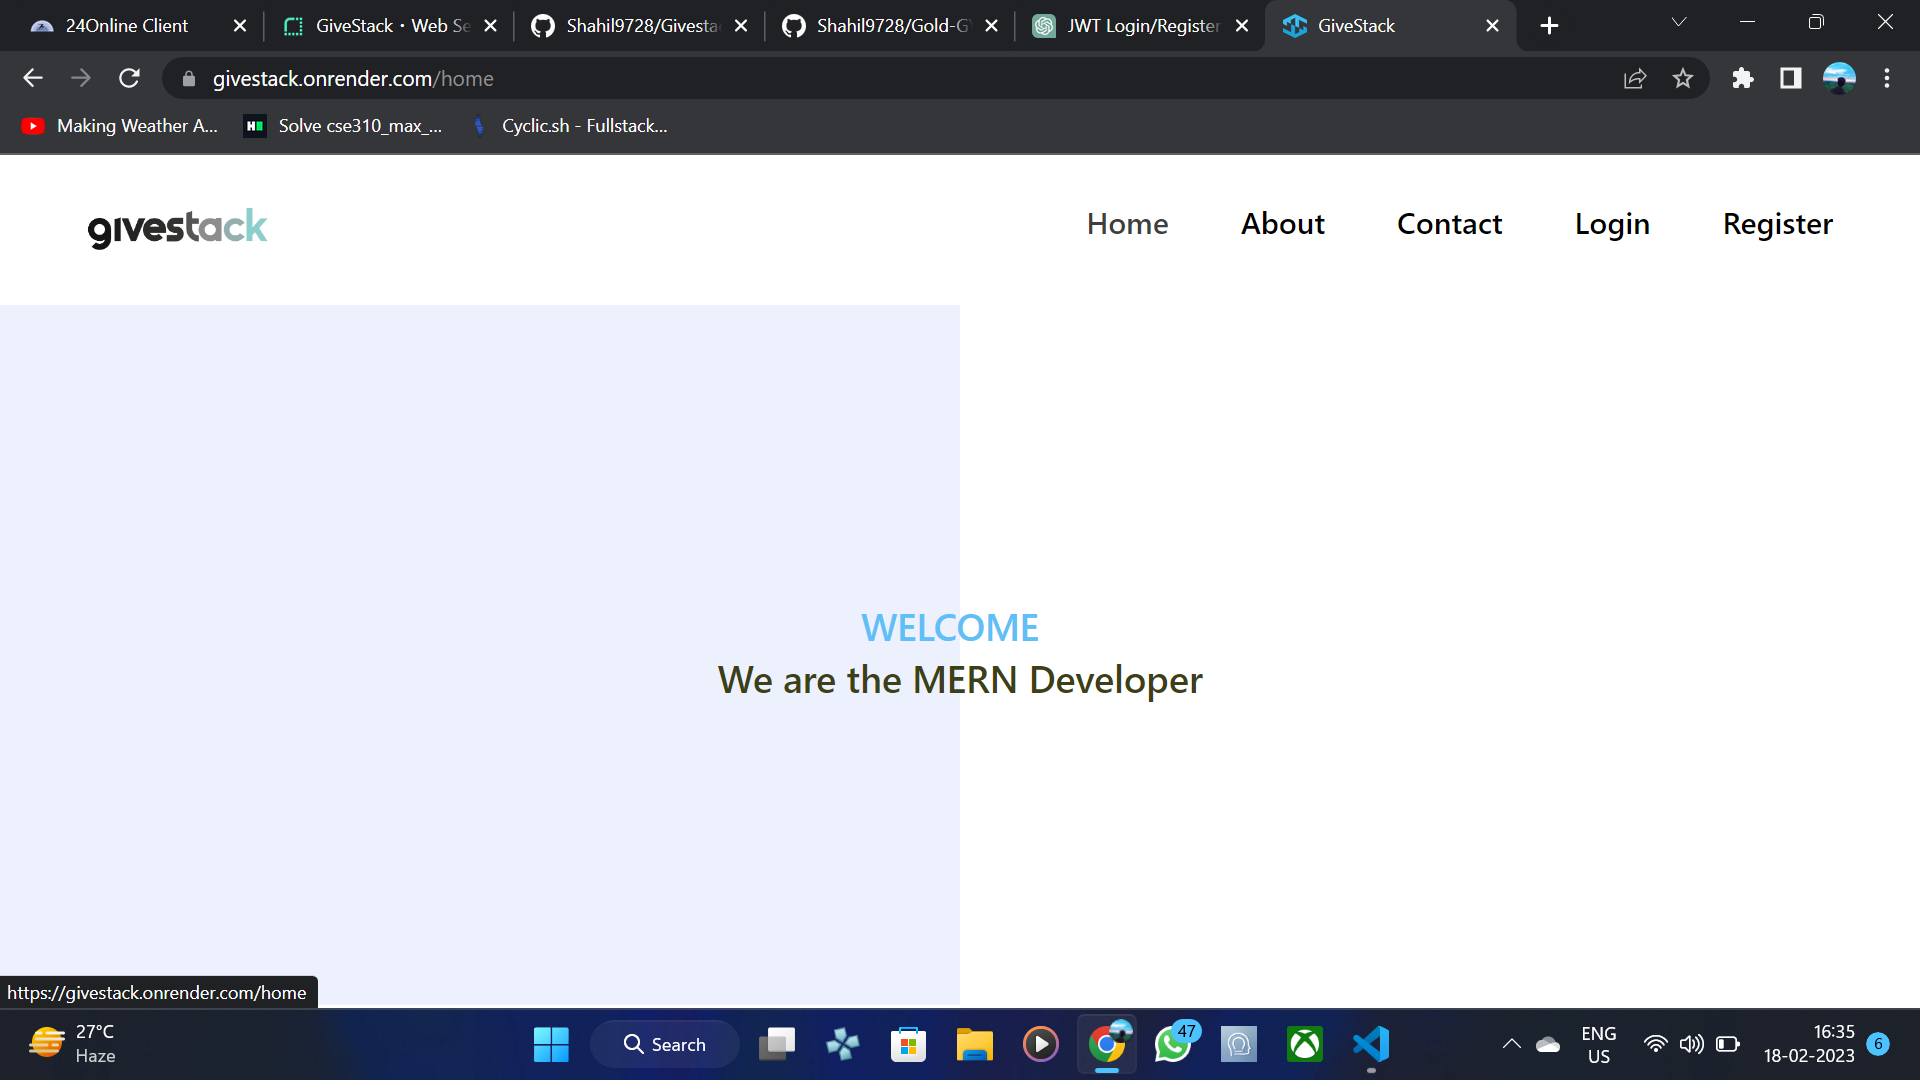 24Online Client
GiveStack · Web Se
Shahil9728/Givesta
Shahil9728/Gold-G
JWT Login/Register
GiveStack
givestack.onrender.com/home
Making Weather A...
Solve cse310_max_...
Cyclic.sh - Fullstack...
givestack
Home
About
Contact
Login
Register
WELCOME
We are the MERN Developer
https://givestack.onrender.com/home
27°C
Haze
Search
47
ENG
US
16:35
18-02-2023
6